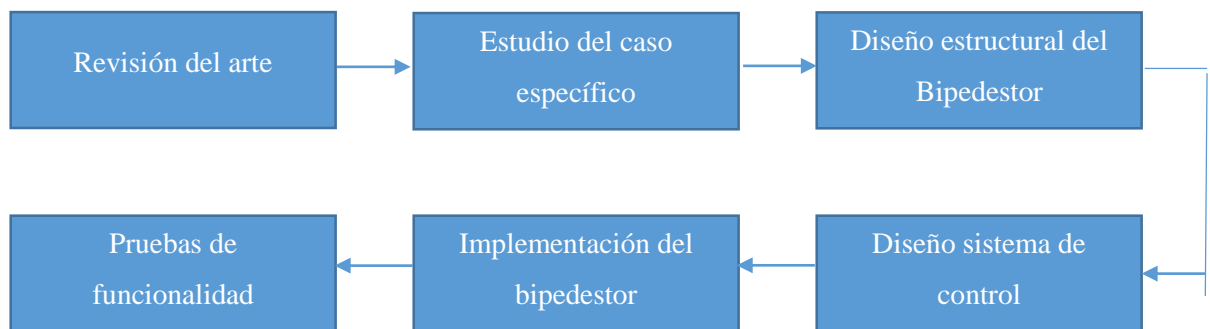 Revisión del arte
Estudio del caso
específico
Diseño estructural del
Bipedestor
Diseño sistema de
control
Implementación del
bipedestor
Pruebas de
funcionalidad